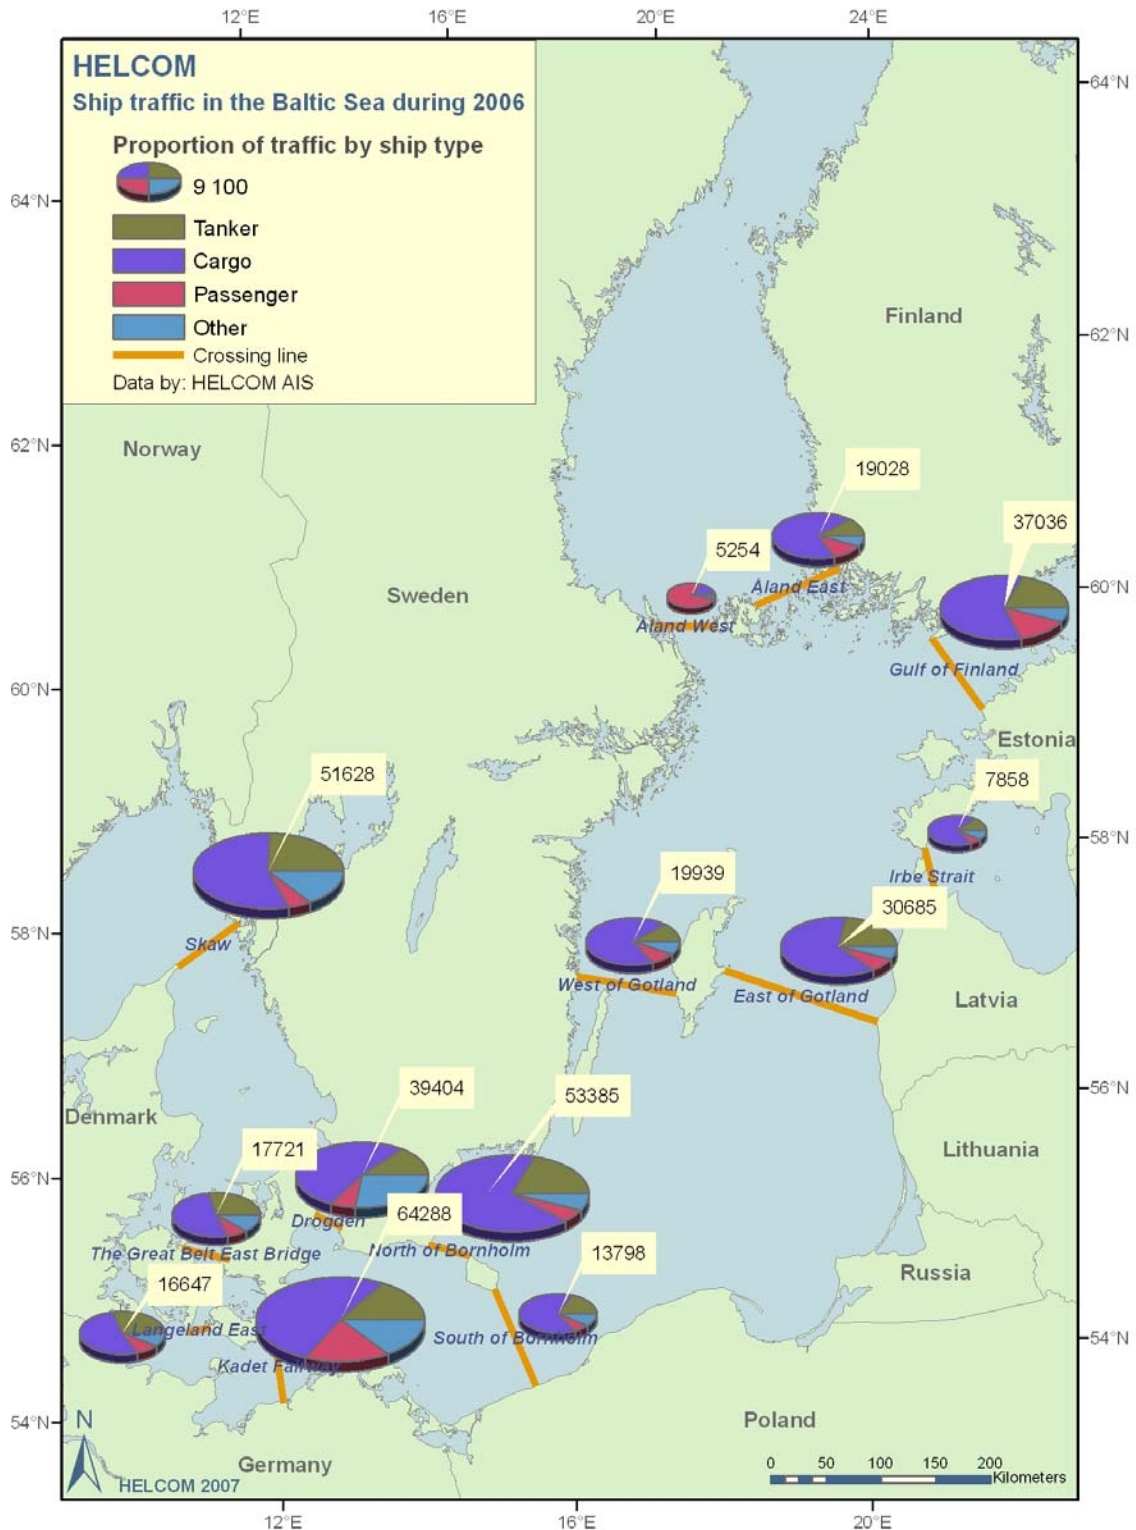 12°E 16°E 20°E 24°E
HELCOM
Ship traffic in the Baltic Sea during 2006
Proportion of traffic by ship type
9 100
Tanker
Cargo
Passenger
Other
Crossing line
Data by: HELCOM AIS
64°N
64°N
Finland
62°N
Norway
62°N
19028
37036
5254
Sweden
Aland East
60°N
Aland West
Gulf of Finland
60°N
Estonia
51628
7858
58°N
19939
Irbe Strait
30685
58°N
Skaw
West of Gotland
East of Gotland
Latvia
39404
53385
56°N
Denmark
17721
Lithuania
56°N
Drogden
64288
The Great Belt East Bridge
North of Bornholm
13798
Russia
16647
Langeland East
South of Bornholm
54°N
Kadet Fairway
54°N
N
Poland
Germany
0 50 100 150 200
Kilometers
HELCOM 2007
12°E 16°E 20°E